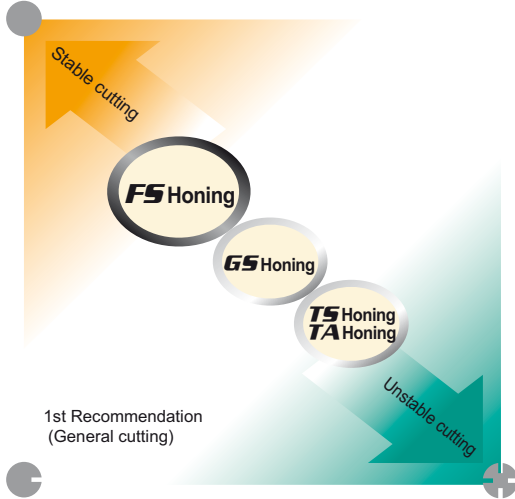 Stable cutting
FS Honing
GS Honing
TS Honing
TA Honing
Unstable cutting
1st Recommendation
(General cutting)